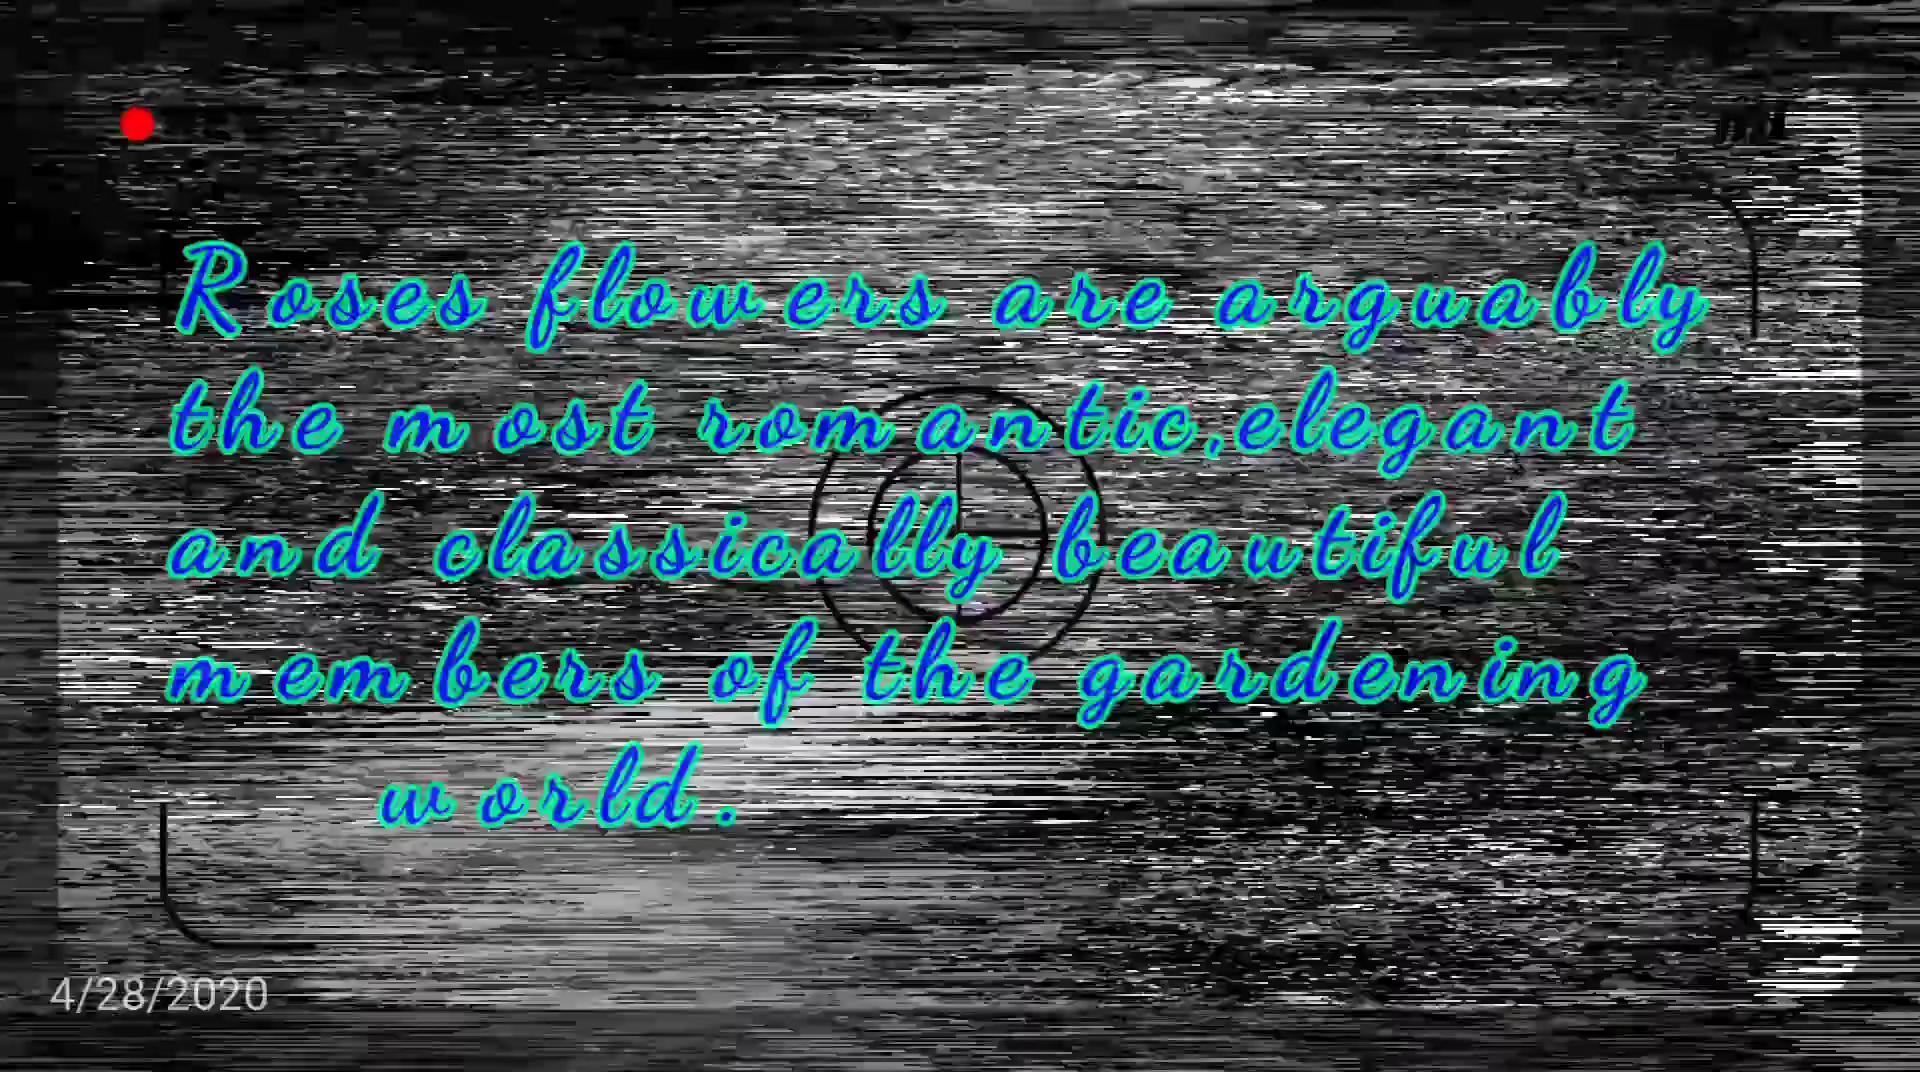 Roses flowers are arguably
the most romantic,elegant
and classically beautiful
members of the gardening
world.
4/28/2020